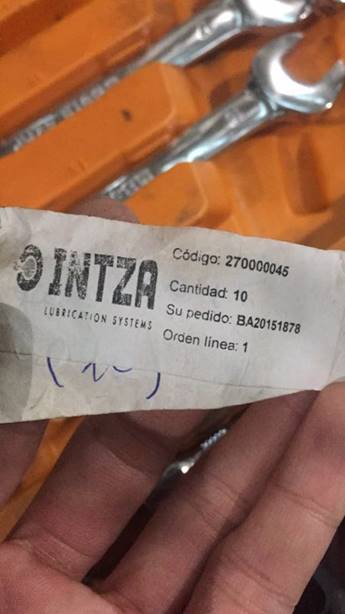 INTZA
LUBRICATION SYSTEMS
Código: 270000045
Cantidad: 10
Su pedido: BA20151878
Orden línea: 1